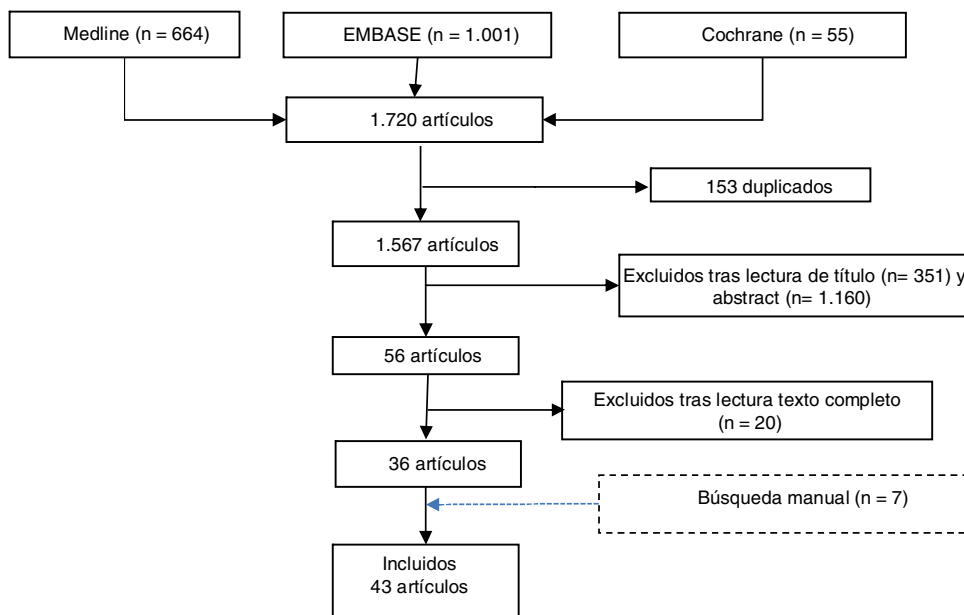 Medline (n = 664)
EMBASE (n = 1.001)
Cochrane (n = 55)
1.720 artículos
153 duplicados
1.567 artículos
Excluidos tras lectura de título (n= 351) y
abstract (n= 1.160)
56 artículos
Excluidos tras lectura texto completo
(n = 20)
36 artículos
Búsqueda manual (n = 7)
Incluidos
43 artículos